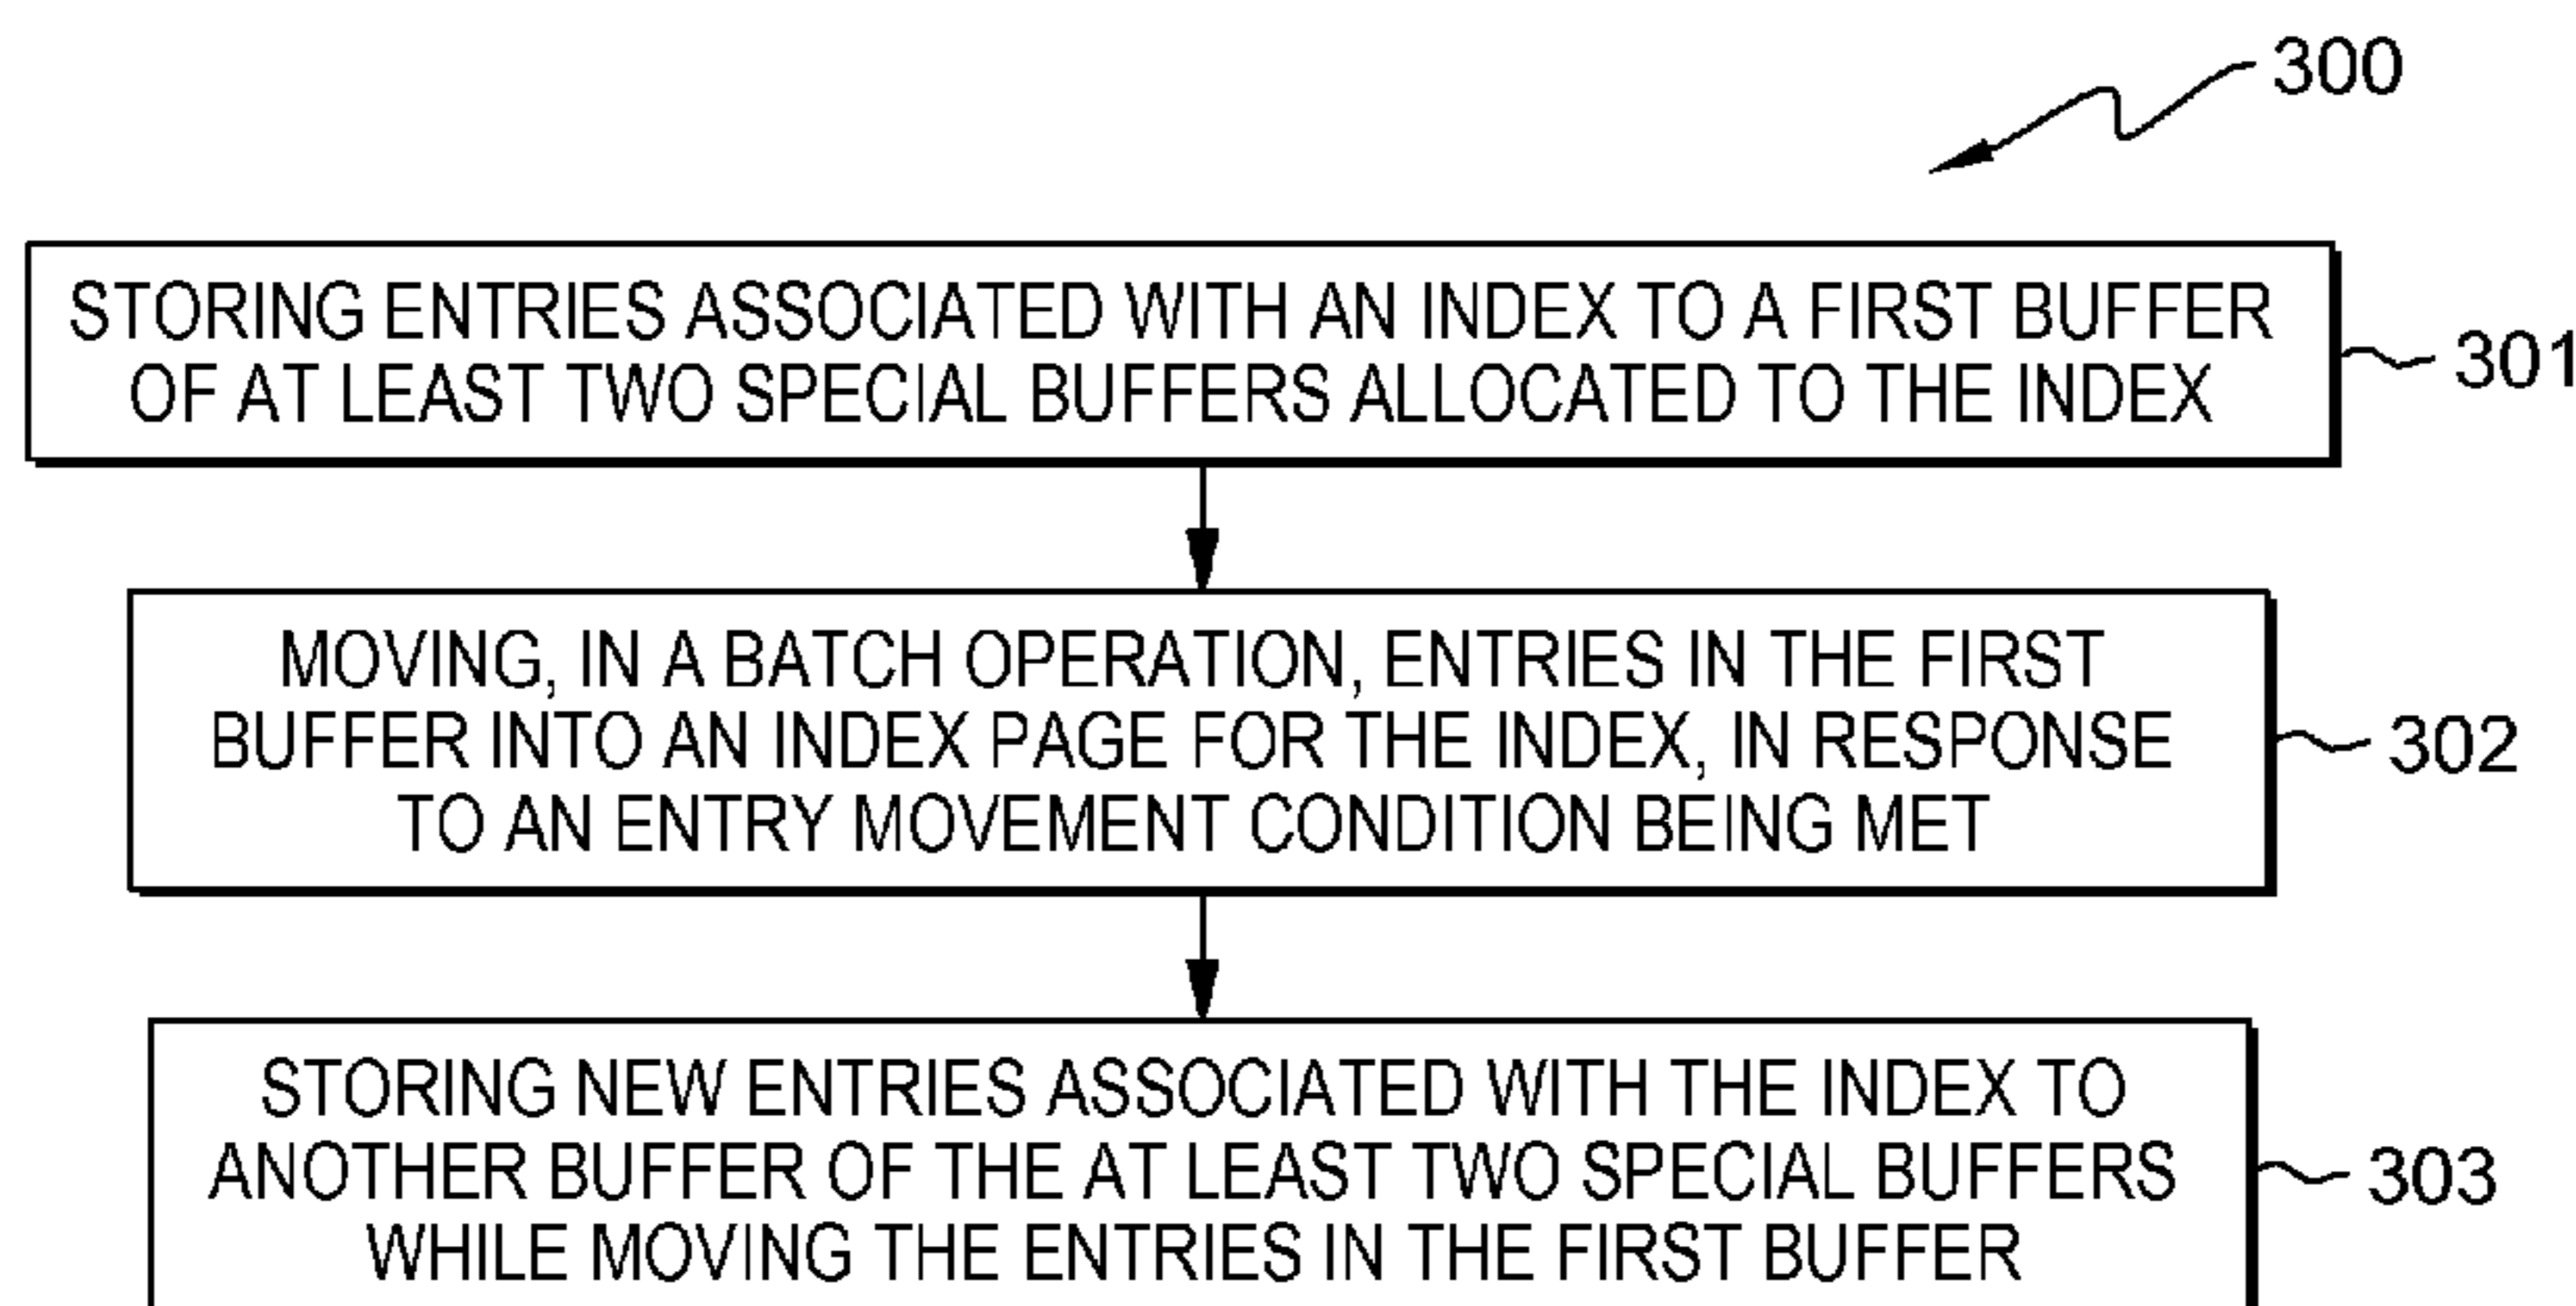 300
STORING ENTRIES ASSOCIATED WITH AN INDEX TO A FIRST BUFFER
OF AT LEAST TWO SPECIAL BUFFERS ALLOCATED TO THE INDEX
301
MOVING, IN A BATCH OPERATION, ENTRIES IN THE FIRST
BUFFER INTO AN INDEX PAGE FOR THE INDEX, IN RESPONSE
TO AN ENTRY MOVEMENT CONDITION BEING MET
302
STORING NEW ENTRIES ASSOCIATED WITH THE INDEX TO
ANOTHER BUFFER OF THE AT LEAST TWO SPECIAL BUFFERS
WHILE MOVING THE ENTRIES IN THE FIRST BUFFER
303